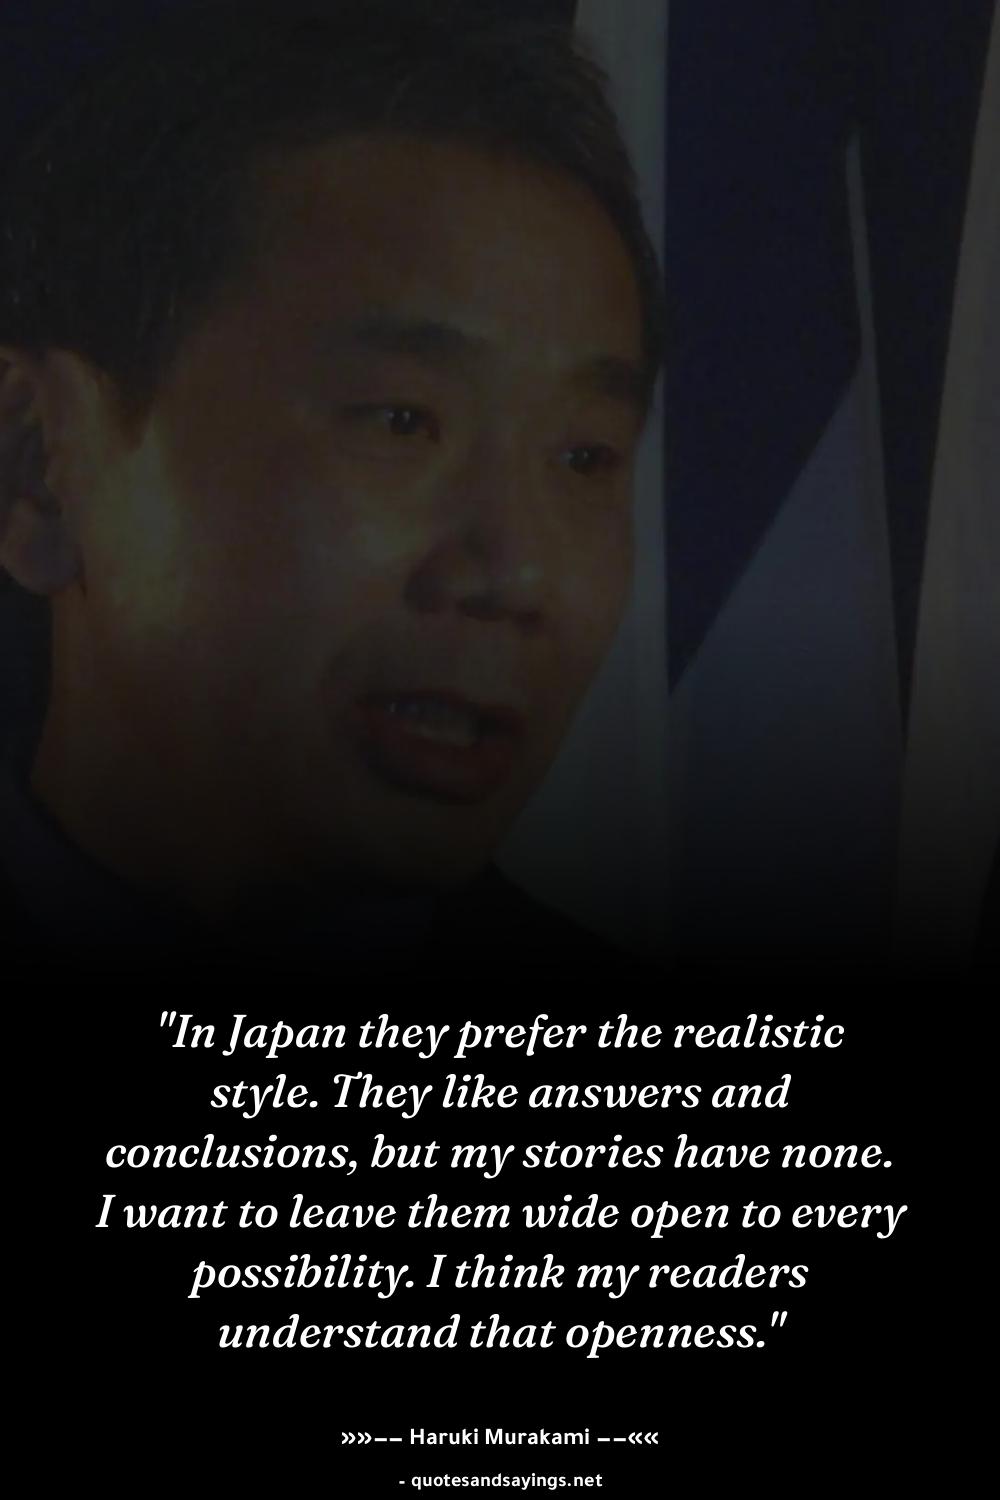 "In Japan they prefer the realistic
style. They like answers and
conclusions, but my stories have none.
I want to leave them wide open to every
possibility. I think my readers
understand that openness."
»»−− Haruki Murakami −−««
- quotesandsayings.net